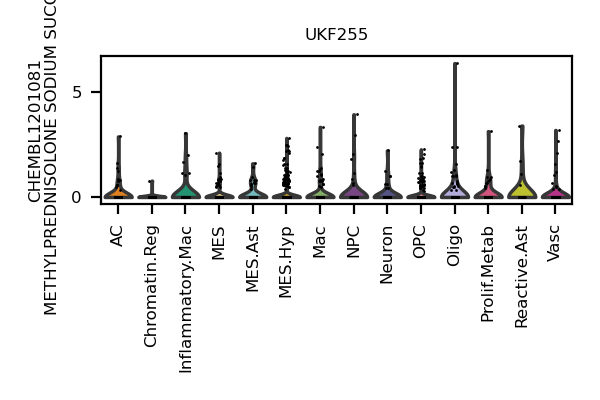 UKF255
CHEMBL1201081
METHYLPREDNISOLONE SODIUM SUCC
5
0
AC
Chromatin.Reg
Inflammatory.Mac
MES
MES.Ast
MES.Hyp
Mac
NPC
Neuron
OPC
Oligo
Prolif.Metab
Reactive.Ast
Vasc